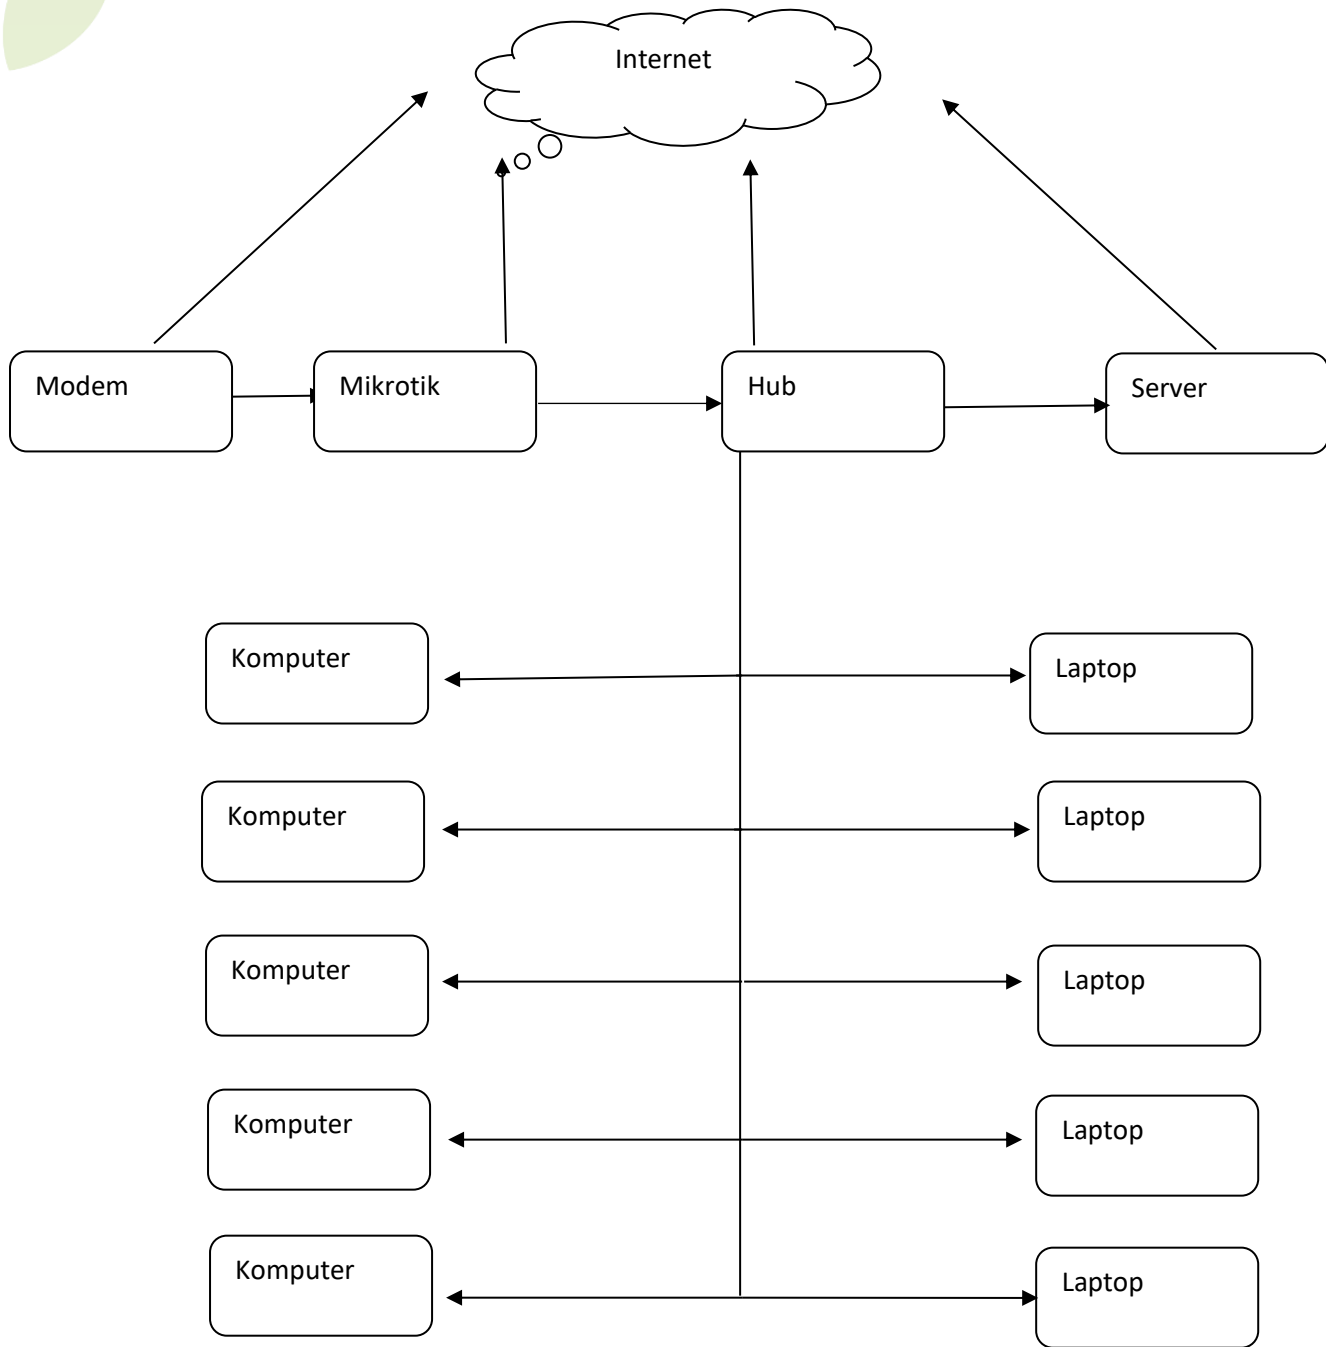 Internet
Modem
Mikrotik
Hub
Server
Komputer
Laptop
Komputer
Laptop
Komputer
Laptop
Komputer
Laptop
Komputer
Laptop